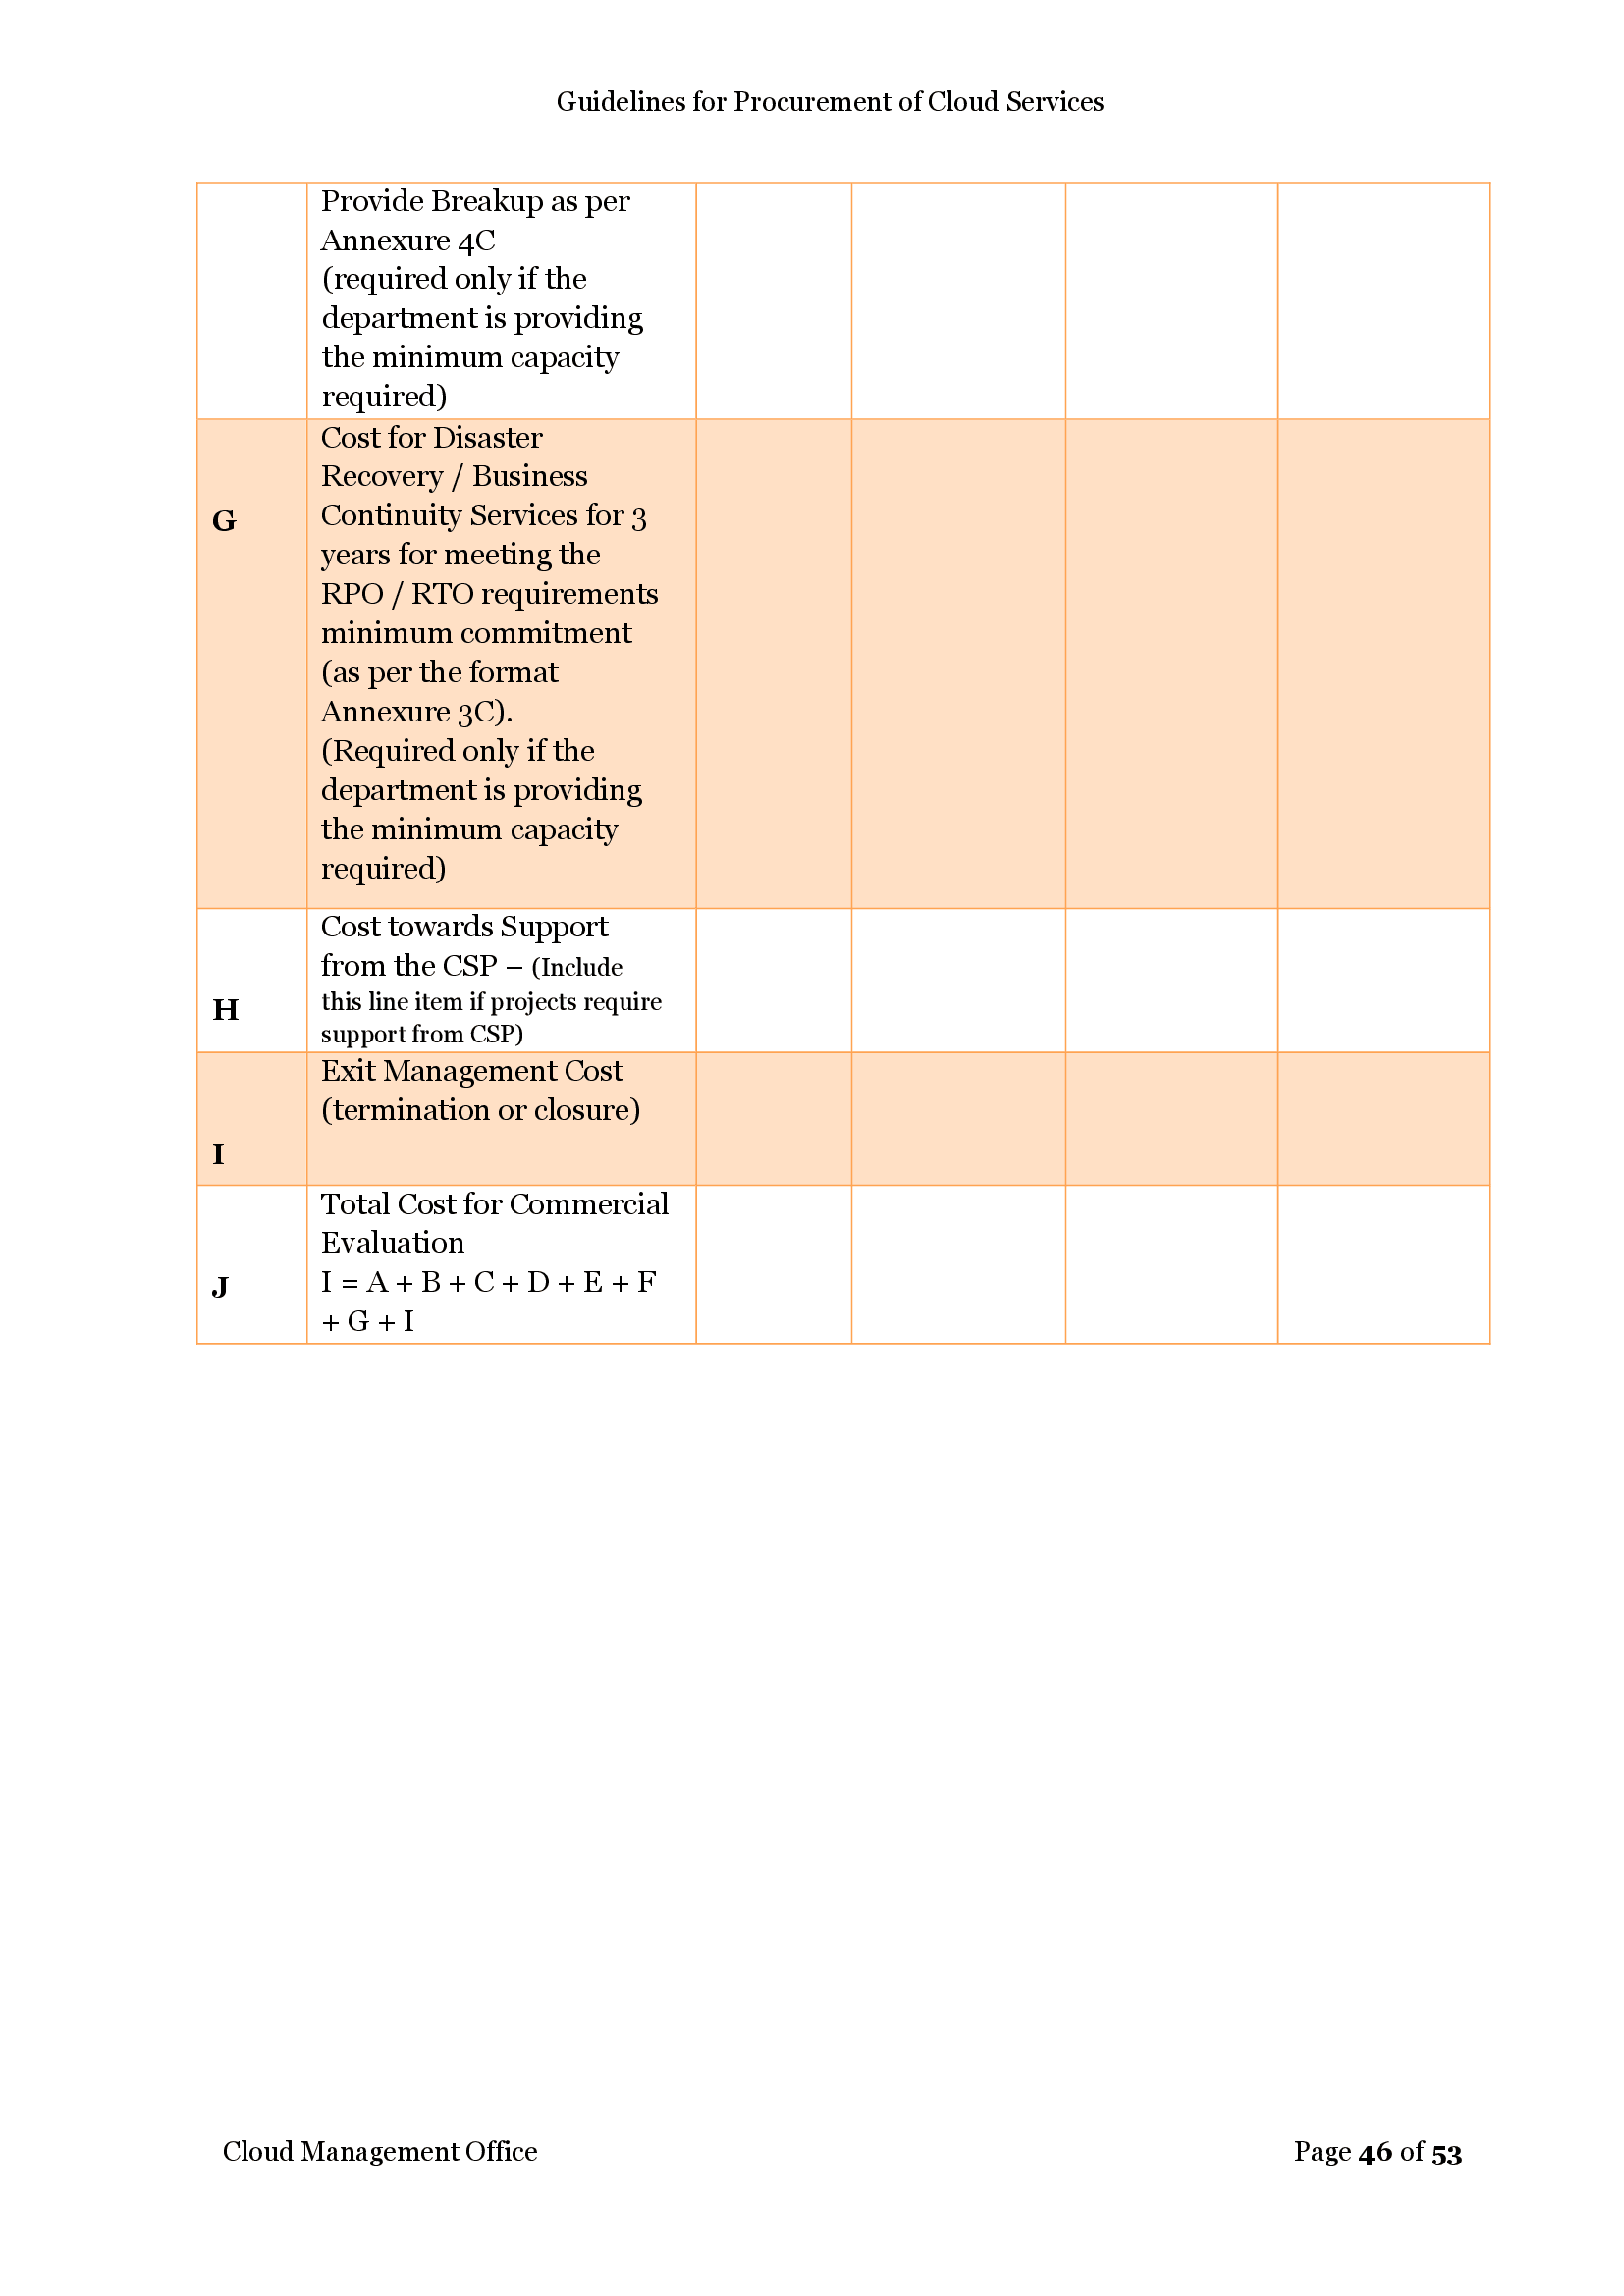 Guidelines for Procurement of Cloud Services
Provide Breakup as per
Annexure 4C
(required only if the
department is providing
the minimum capacity
required)
G
Cost for Disaster
Recovery / Business
Continuity Services for 3
years for meeting the
RPO / RTO requirements
minimum commitment
(as per the format
Annexure 3C).
(Required only if the
department is providing
the minimum capacity
required)
H
Cost towards Support
from the CSP – (Include
this line item if projects require
support from CSP)
I
Exit Management Cost
(termination or closure)
J
Total Cost for Commercial
Evaluation
I = A + B + C + D + E + F
+ G + I
Cloud Management Office
Page 46 of 53